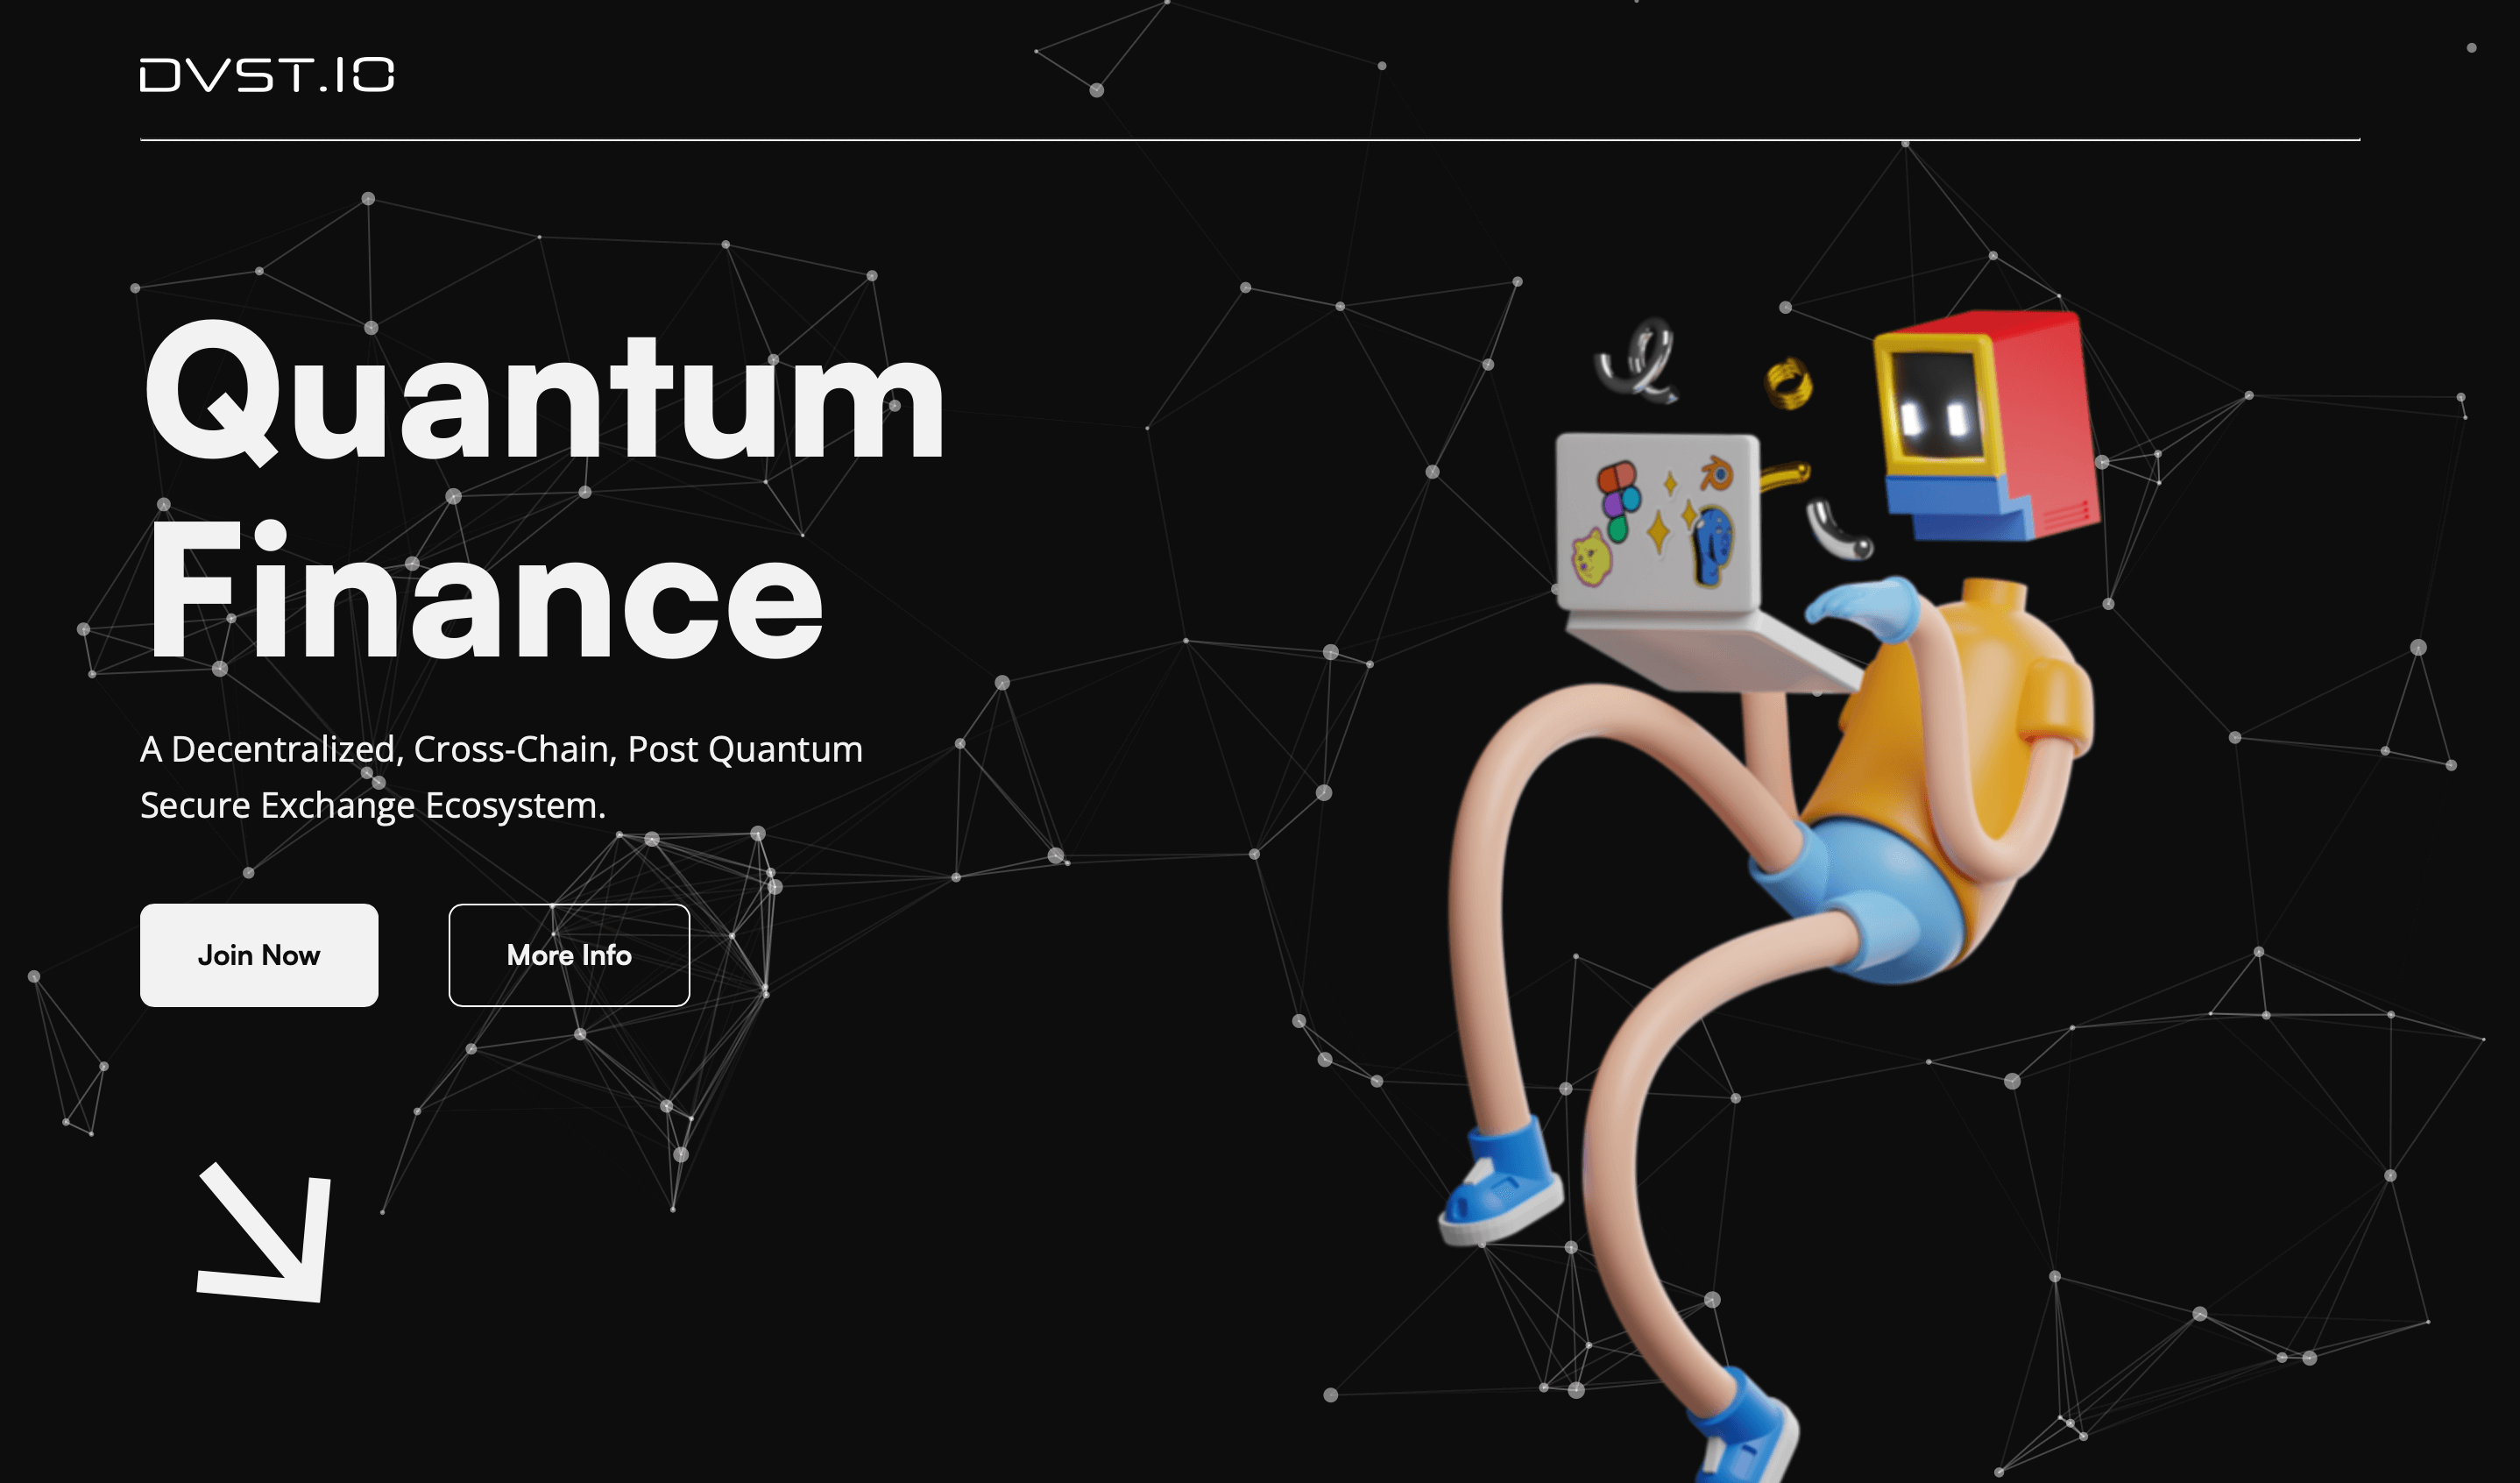 DVST.IO
Quantum
Finance
A Decentralized, Cross-Chain, Post Quantum
Secure Exchange Ecosystem.
Join Now
More Info